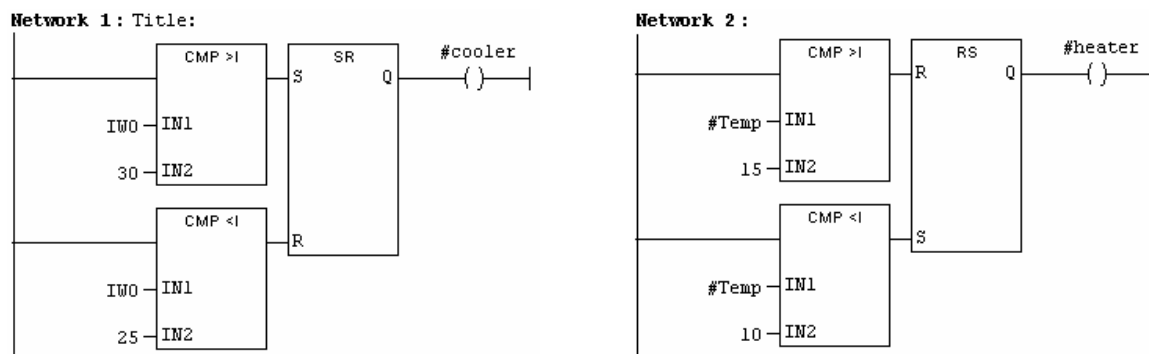 Network 1: Title:
CMP >I
SR
#cooler
S
Q
( )
IW0
IN1
30
IN2
CMP <I
R
IW0
IN1
25
IN2
Network 2:
CMP >I
RS
#heater
R
Q
( )
#Temp
IN1
15
IN2
CMP <I
S
#Temp
IN1
10
IN2